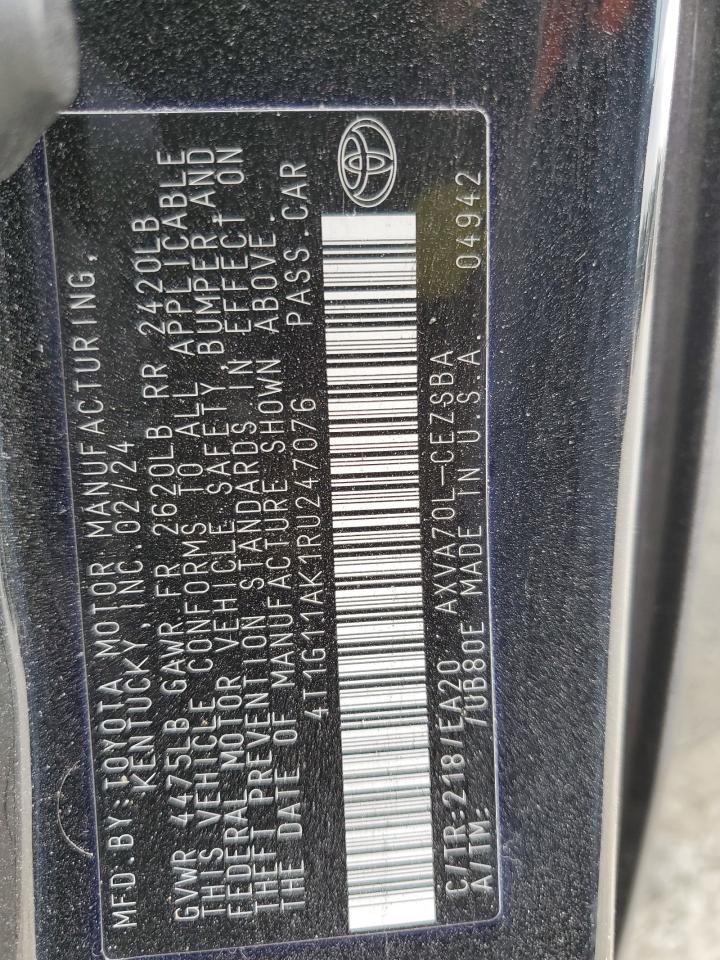 MFD.BY:TOYOTA MOTOR MANUFACTURING,
KENTUCKY, INC. 02/24
GVWR 4475LB GAWR FR 2620LB RR 2420LB
THIS VEHICLE CONFORMS TO ALL APPLICABLE
FEDERAL MOTOR VEHICLE SAFETY, BUMPER, AND
THEFT PREVENTION STANDARDS IN EFFECT ON
THE DATE OF MANUFACTURE SHOWN ABOVE.
4T1G11AK1RU247076 PASS.CAR
C/TR:218/EA20 AXVA70L-CEZSBA 04942
A/TM: /UB80E MADE IN U.S.A.